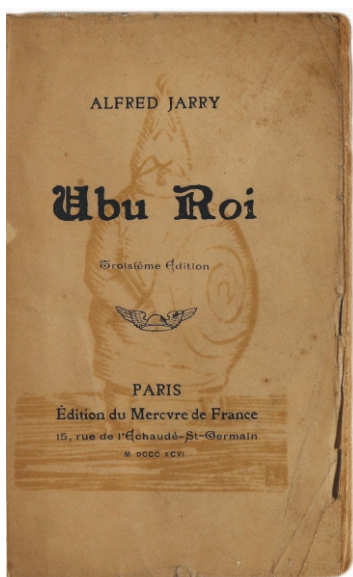 ALFRED JARRY
Ubu Roi
Troisième Édition
PARIS
Édition du Mercvre de France
15, rue de l'Échaudé-St-Germain
M DCCC XCVI